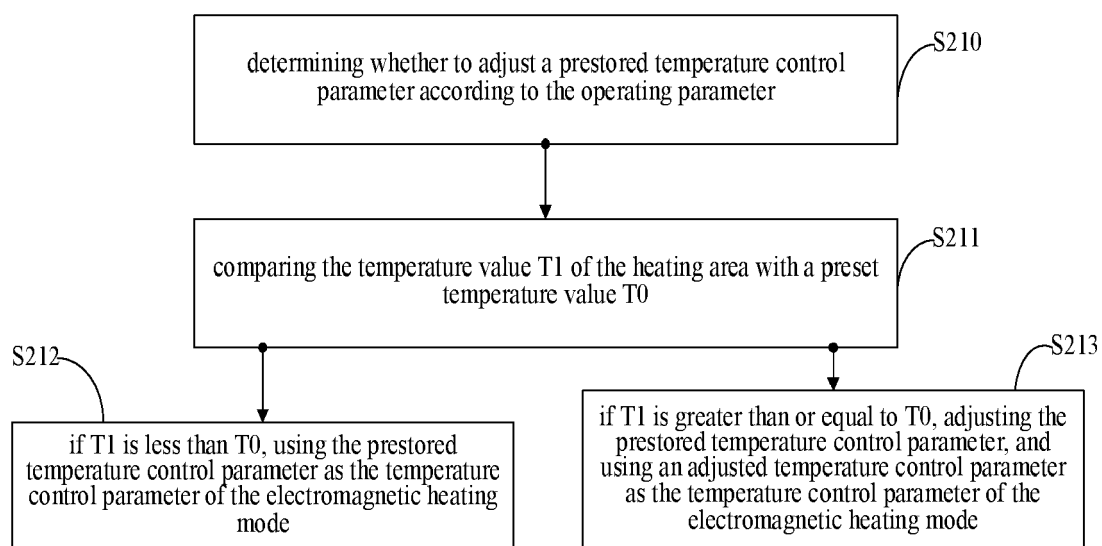 S210
determining whether to adjust a prestored temperature control
parameter according to the operating parameter
S211
comparing the temperature value T1 of the heating area with a preset
temperature value T0
S212
if T1 is less than T0, using the prestored
temperature control parameter as the temperature
control parameter of the electromagnetic heating
mode
S213
if T1 is greater than or equal to T0, adjusting the
prestored temperature control parameter, and
using an adjusted temperature control parameter
as the temperature control parameter of the
electromagnetic heating mode